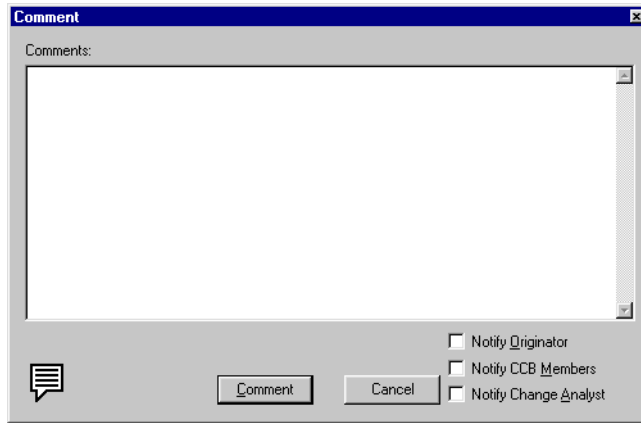 Comment
Comments:
Notify Originator
Notify CCB Members
Comment Cancel Notify Change Analyst